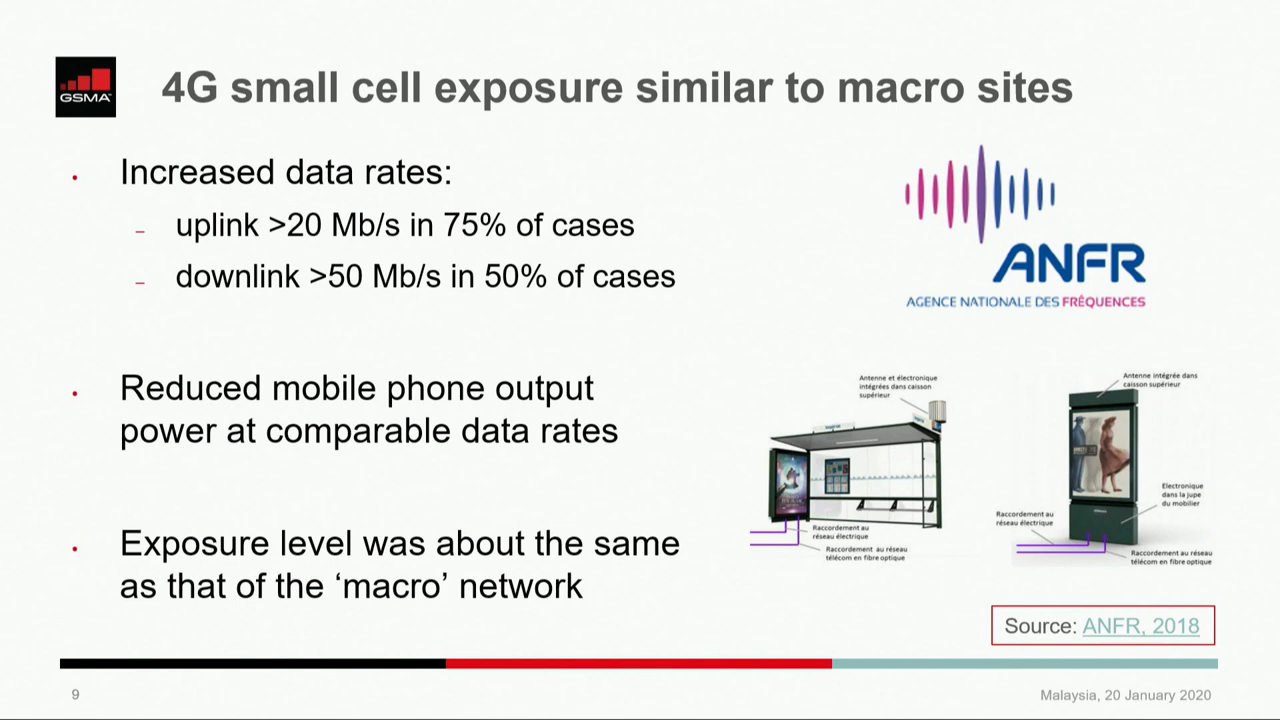 GSMA
4G small cell exposure similar to macro sites
• Increased data rates:
– uplink >20 Mb/s in 75% of cases
– downlink >50 Mb/s in 50% of cases
• Reduced mobile phone output
power at comparable data rates
• Exposure level was about the same
as that of the ‘macro’ network
ANFR
AGENCE NATIONALE DES FRÉQUENCES
Antenne et électronique
intégrées dans caisson
supérieur
Raccordement au
réseau électrique
Raccordement au réseau
télécom en fibre optique
Antenne intégrée dans
caisson supérieur
Electronique
dans la jupe
du mobilier
Raccordement au
réseau électrique
Raccordement au réseau
télécom en fibre optique
Source: ANFR, 2018
9
Malaysia, 20 January 2020